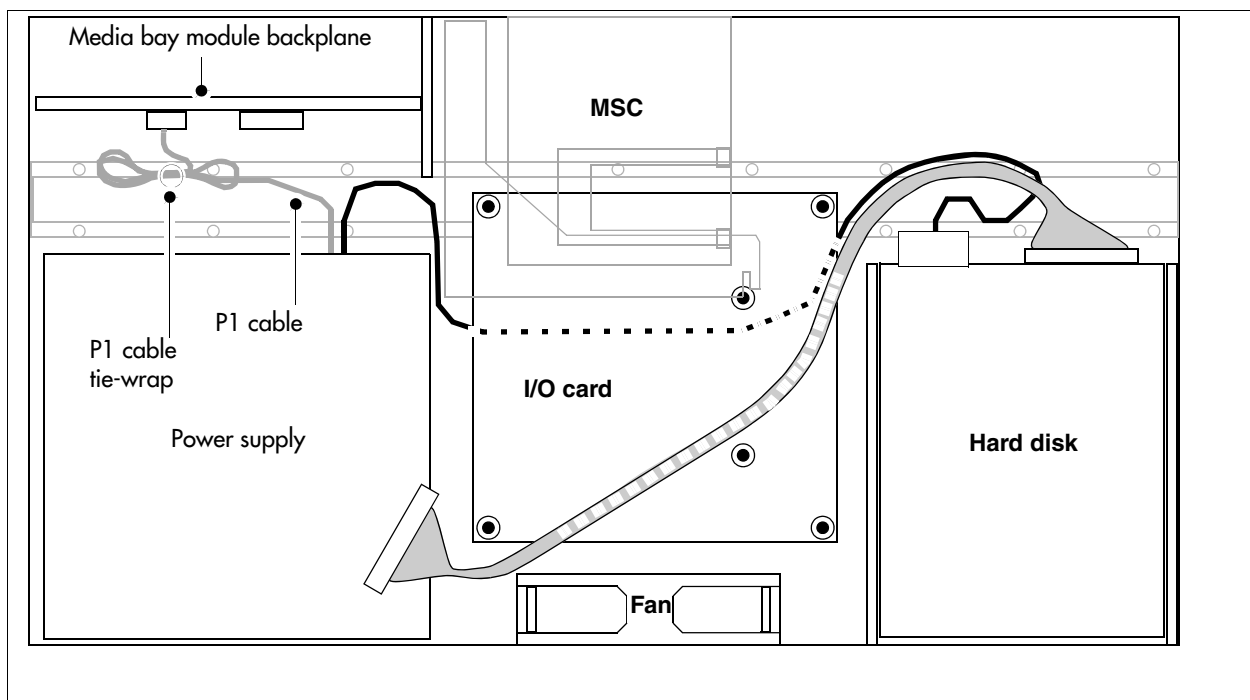 Media bay module backplane
MSC
P1 cable
P1 cable
tie-wrap
I/O card
Power supply
Hard disk
Fan